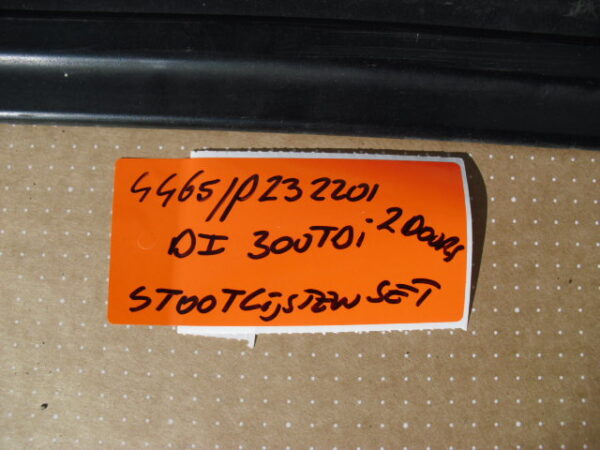 4465/P232201
DI 300TDi 2 Doors
STOOTLijSTEN SET